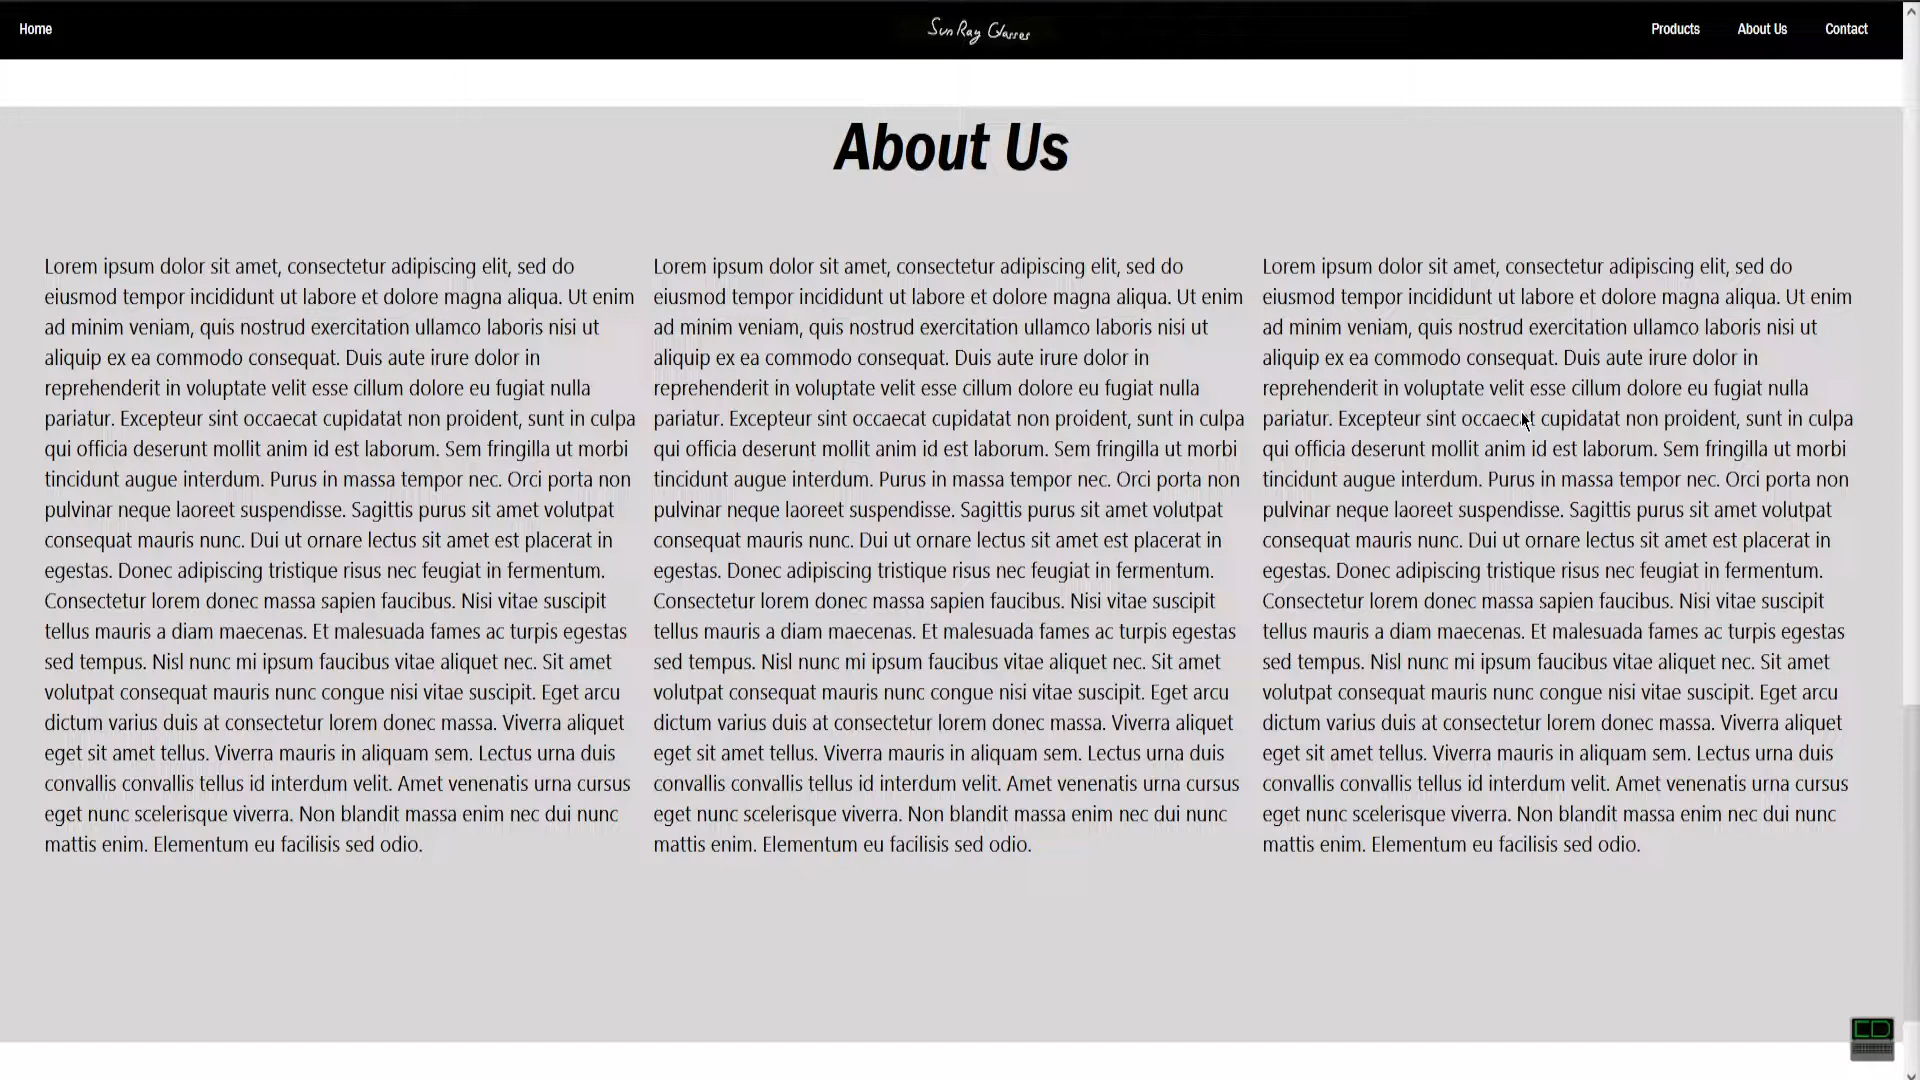 Home
SunRay Glasses
Products
About Us
Contact
About Us
Lorem ipsum dolor sit amet, consectetur adipiscing elit, sed do
eiusmod tempor incididunt ut labore et dolore magna aliqua. Ut enim
ad minim veniam, quis nostrud exercitation ullamco laboris nisi ut
aliquip ex ea commodo consequat. Duis aute irure dolor in
reprehenderit in voluptate velit esse cillum dolore eu fugiat nulla
pariatur. Excepteur sint occaecat cupidatat non proident, sunt in culpa
qui officia deserunt mollit anim id est laborum. Sem fringilla ut morbi
tincidunt augue interdum. Purus in massa tempor nec. Orci porta non
pulvinar neque laoreet suspendisse. Sagittis purus sit amet volutpat
consequat mauris nunc. Dui ut ornare lectus sit amet est placerat in
egestas. Donec adipiscing tristique risus nec feugiat in fermentum.
Consectetur lorem donec massa sapien faucibus. Nisi vitae suscipit
tellus mauris a diam maecenas. Et malesuada fames ac turpis egestas
sed tempus. Nisl nunc mi ipsum faucibus vitae aliquet nec. Sit amet
volutpat consequat mauris nunc congue nisi vitae suscipit. Eget arcu
dictum varius duis at consectetur lorem donec massa. Viverra aliquet
eget sit amet tellus. Viverra mauris in aliquam sem. Lectus urna duis
convallis convallis tellus id interdum velit. Amet venenatis urna cursus
eget nunc scelerisque viverra. Non blandit massa enim nec dui nunc
mattis enim. Elementum eu facilisis sed odio.
Lorem ipsum dolor sit amet, consectetur adipiscing elit, sed do
eiusmod tempor incididunt ut labore et dolore magna aliqua. Ut enim
ad minim veniam, quis nostrud exercitation ullamco laboris nisi ut
aliquip ex ea commodo consequat. Duis aute irure dolor in
reprehenderit in voluptate velit esse cillum dolore eu fugiat nulla
pariatur. Excepteur sint occaecat cupidatat non proident, sunt in culpa
qui officia deserunt mollit anim id est laborum. Sem fringilla ut morbi
tincidunt augue interdum. Purus in massa tempor nec. Orci porta non
pulvinar neque laoreet suspendisse. Sagittis purus sit amet volutpat
consequat mauris nunc. Dui ut ornare lectus sit amet est placerat in
egestas. Donec adipiscing tristique risus nec feugiat in fermentum.
Consectetur lorem donec massa sapien faucibus. Nisi vitae suscipit
tellus mauris a diam maecenas. Et malesuada fames ac turpis egestas
sed tempus. Nisl nunc mi ipsum faucibus vitae aliquet nec. Sit amet
volutpat consequat mauris nunc congue nisi vitae suscipit. Eget arcu
dictum varius duis at consectetur lorem donec massa. Viverra aliquet
eget sit amet tellus. Viverra mauris in aliquam sem. Lectus urna duis
convallis convallis tellus id interdum velit. Amet venenatis urna cursus
eget nunc scelerisque viverra. Non blandit massa enim nec dui nunc
mattis enim. Elementum eu facilisis sed odio.
Lorem ipsum dolor sit amet, consectetur adipiscing elit, sed do
eiusmod tempor incididunt ut labore et dolore magna aliqua. Ut enim
ad minim veniam, quis nostrud exercitation ullamco laboris nisi ut
aliquip ex ea commodo consequat. Duis aute irure dolor in
reprehenderit in voluptate velit esse cillum dolore eu fugiat nulla
pariatur. Excepteur sint occaecat cupidatat non proident, sunt in culpa
qui officia deserunt mollit anim id est laborum. Sem fringilla ut morbi
tincidunt augue interdum. Purus in massa tempor nec. Orci porta non
pulvinar neque laoreet suspendisse. Sagittis purus sit amet volutpat
consequat mauris nunc. Dui ut ornare lectus sit amet est placerat in
egestas. Donec adipiscing tristique risus nec feugiat in fermentum.
Consectetur lorem donec massa sapien faucibus. Nisi vitae suscipit
tellus mauris a diam maecenas. Et malesuada fames ac turpis egestas
sed tempus. Nisl nunc mi ipsum faucibus vitae aliquet nec. Sit amet
volutpat consequat mauris nunc congue nisi vitae suscipit. Eget arcu
dictum varius duis at consectetur lorem donec massa. Viverra aliquet
eget sit amet tellus. Viverra mauris in aliquam sem. Lectus urna duis
convallis convallis tellus id interdum velit. Amet venenatis urna cursus
eget nunc scelerisque viverra. Non blandit massa enim nec dui nunc
mattis enim. Elementum eu facilisis sed odio.
CD